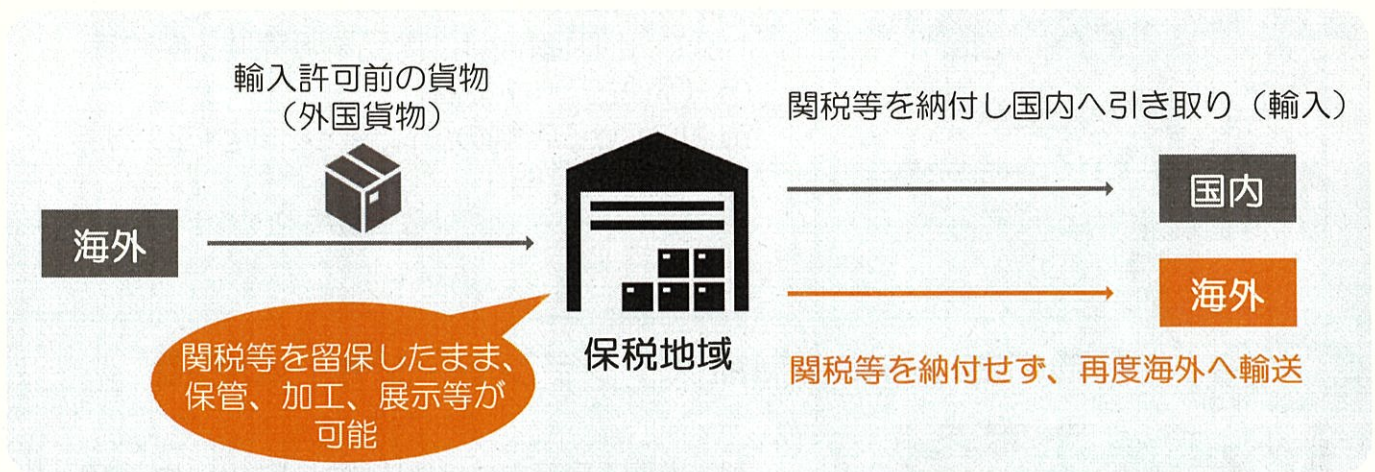 輸入許可前の貨物
（外国貨物）
海外
関税等を留保したまま、
保管、加工、展示等が
可能
保税地域
関税等を納付し国内へ引き取り（輸入）
国内
海外
関税等を納付せず、再度海外へ輸送